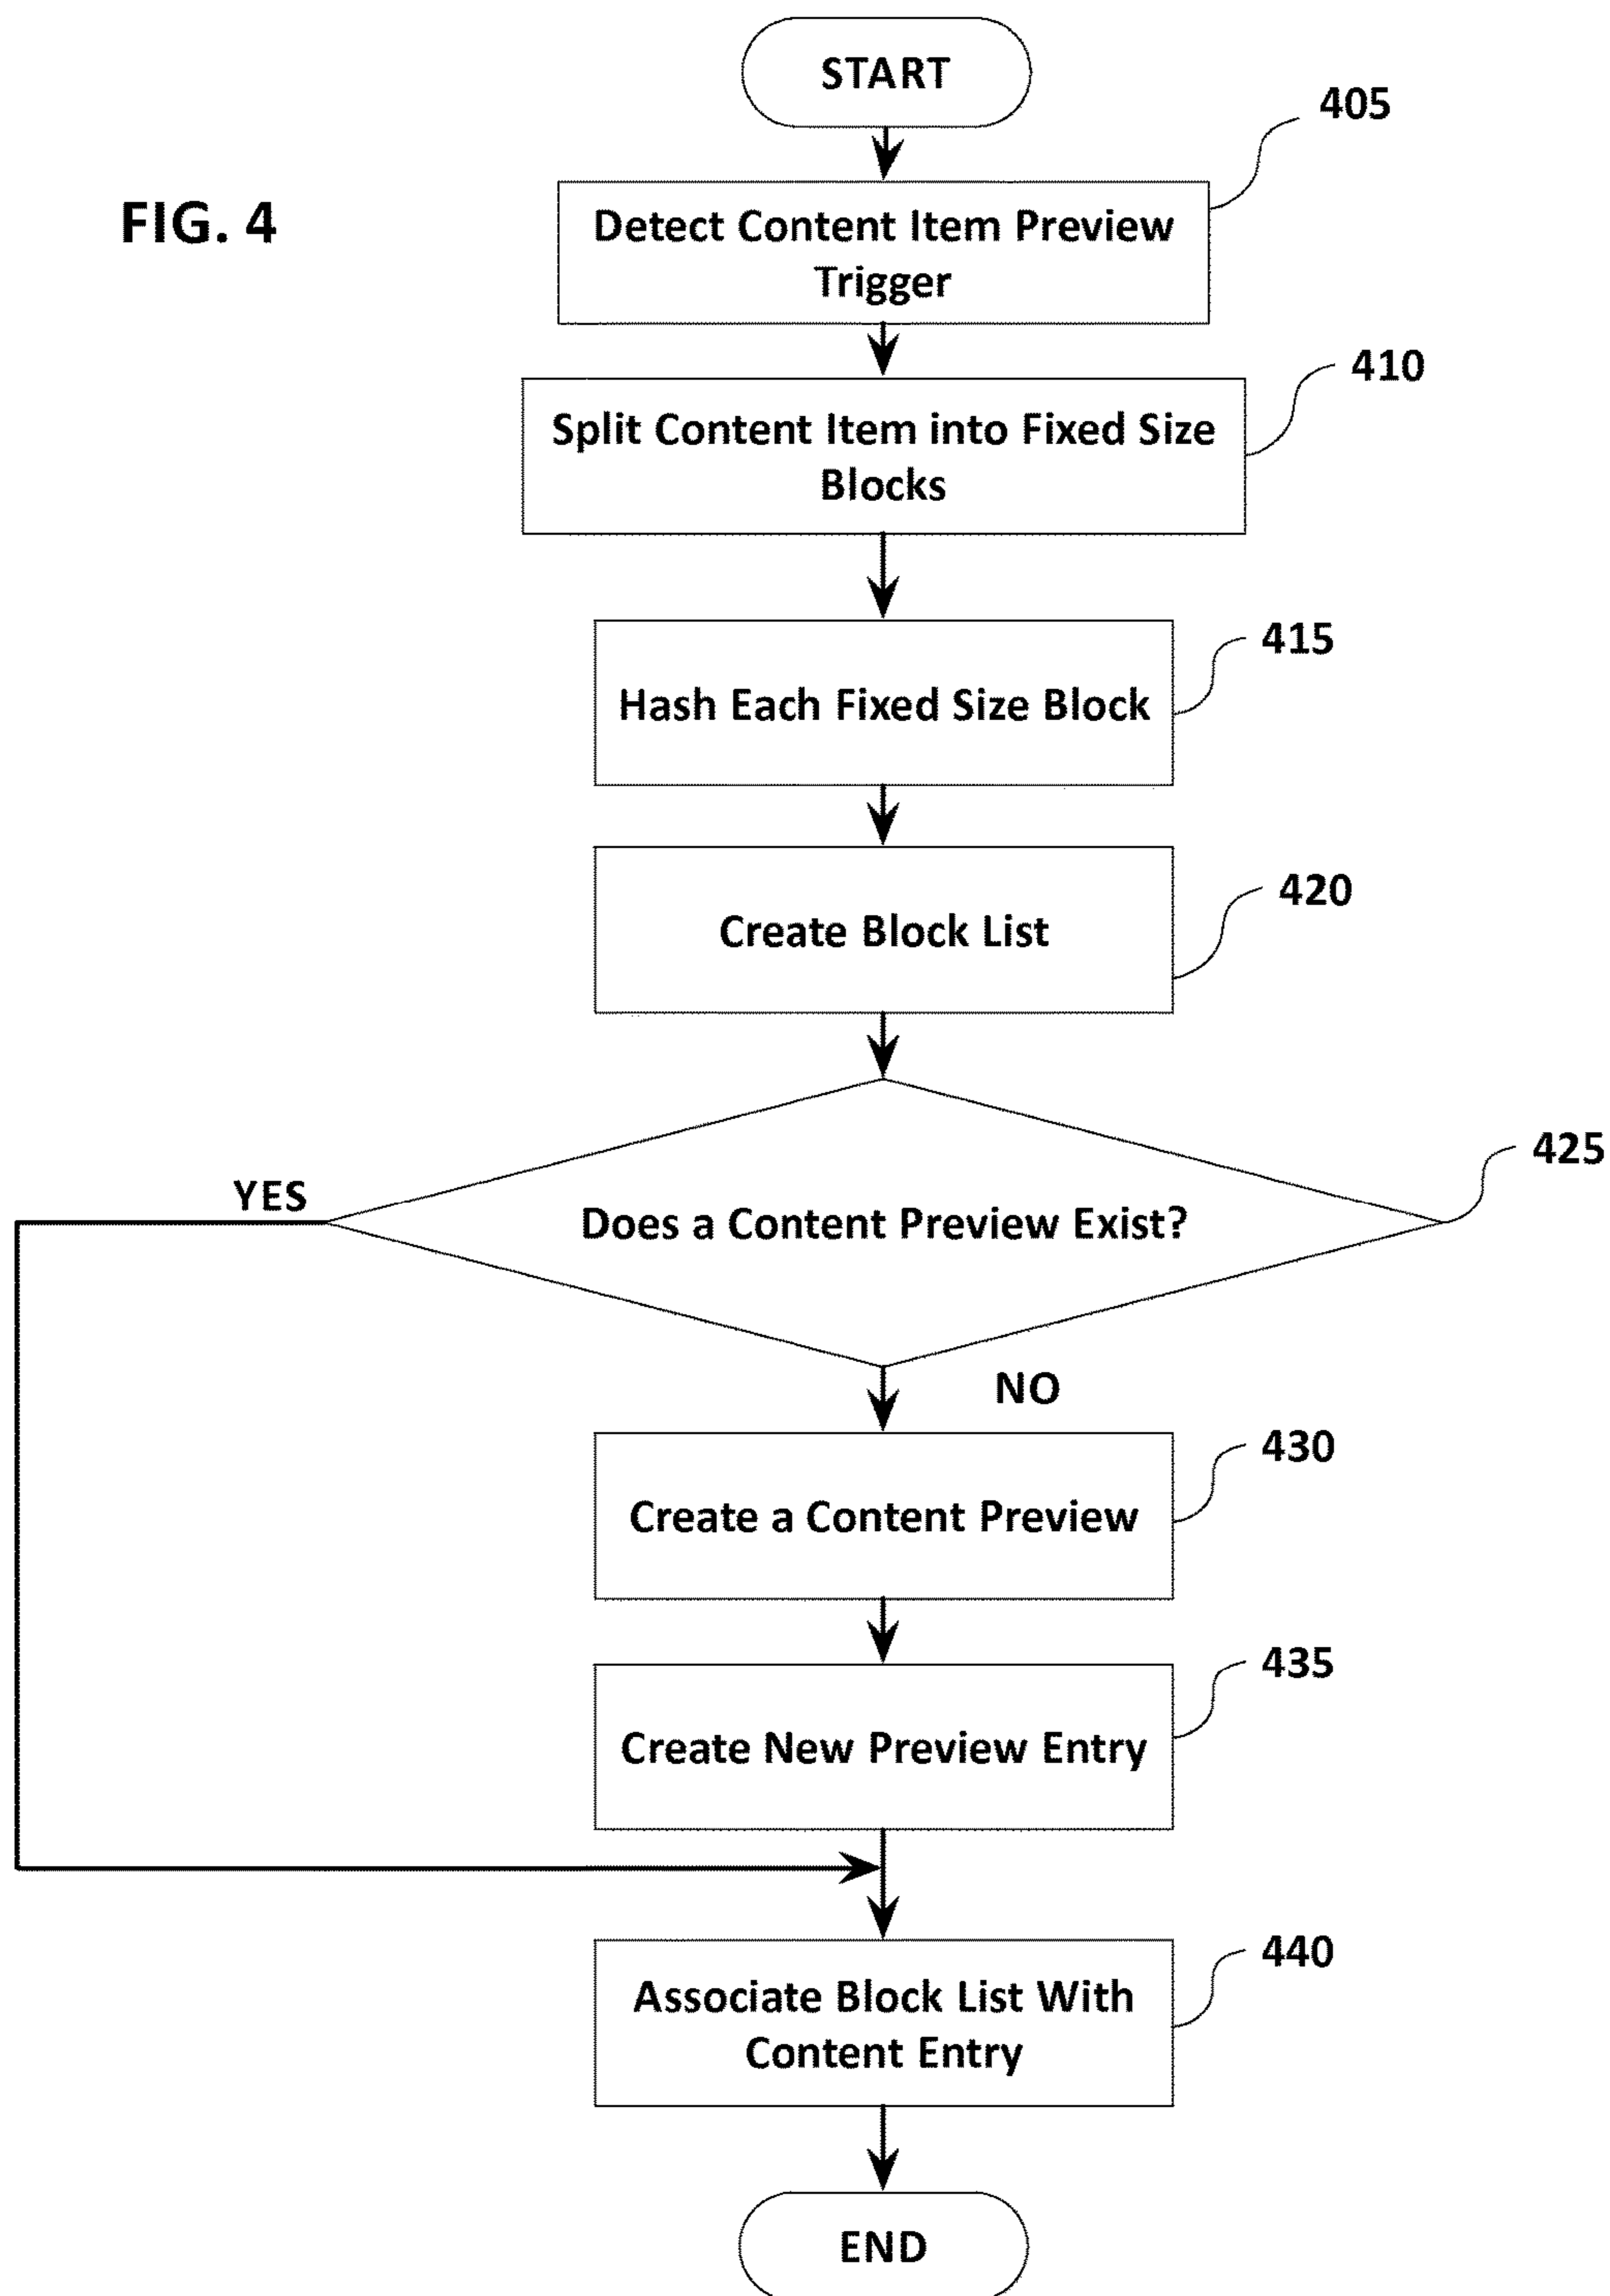 START
405
FIG. 4
Detect Content Item Preview
Trigger
410
Split Content Item into Fixed Size
Blocks
415
Hash Each Fixed Size Block
420
Create Block List
425
YES
Does a Content Preview Exist?
NO
430
Create a Content Preview
435
Create New Preview Entry
440
Associate Block List With
Content Entry
END